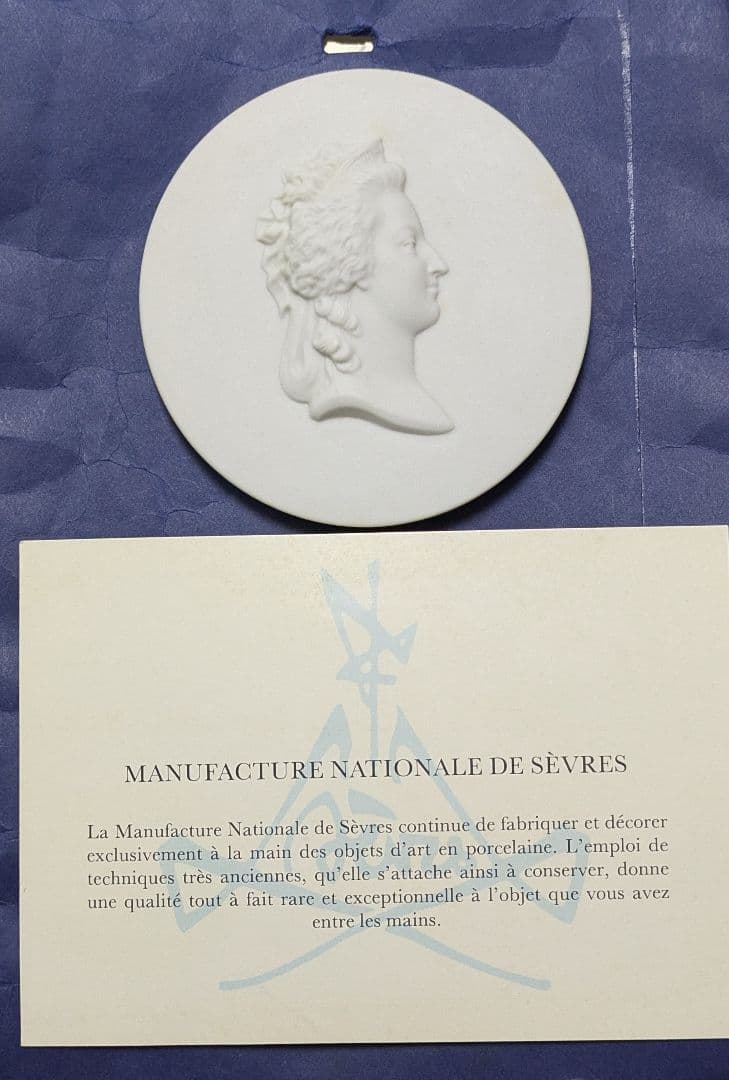 MANUFACTURE NATIONALE DE SÈVRES
La Manufacture Nationale de Sèvres continue de fabriquer et décorer
exclusivement à la main des objets d'art en porcelaine. L'emploi de
techniques très anciennes, qu'elle s'attache ainsi à conserver, donne
une qualité tout à fait rare et exceptionnelle à l'objet que vous avez
entre les mains.